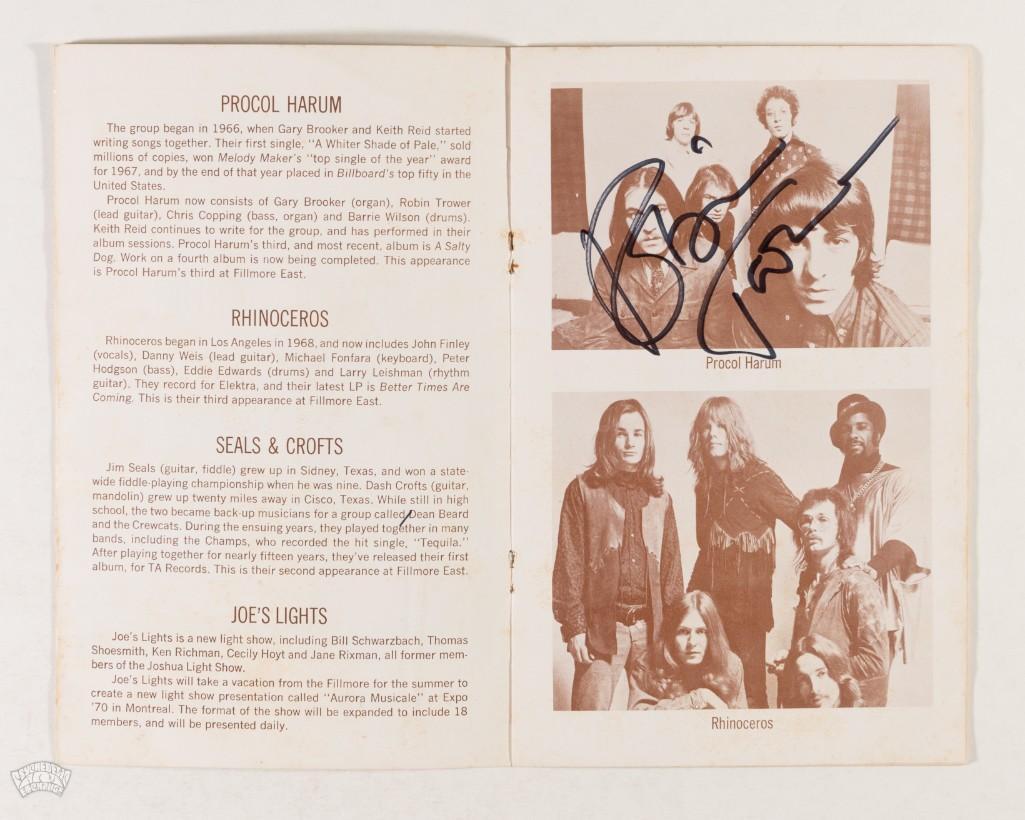 PROCOL HARUM
The group began in 1966, when Gary Brooker and Keith Reid started
writing songs together. Their first single, "A Whiter Shade of Pale," sold
millions of copies, won Melody Maker's "top single of the year" award
for 1967, and by the end of that year placed in Billboard's top fifty in the
United States.
Procol Harum now consists of Gary Brooker (organ), Robin Trower
(lead guitar), Chris Copping (bass, organ) and Barrie Wilson (drums).
Keith Reid continues to write for the group, and has performed in their
album sessions. Procol Harum's third, and most recent, album is A Salty
Dog. Work on a fourth album is now being completed. This appearance
is Procol Harum's third at Fillmore East.
RHINOCEROS
Rhinoceros began in Los Angeles in 1968, and now includes John Finley
(vocals), Danny Weis (lead guitar), Michael Fonfara (keyboard), Peter
Hodgson (bass), Eddie Edwards (drums) and Larry Leishman (rhythm
guitar). They record for Elektra, and their latest LP is Better Times Are
Coming. This is their third appearance at Fillmore East.
SEALS & CROFTS
Jim Seals (guitar, fiddle) grew up in Sidney, Texas, and won a state-
wide fiddle-playing championship when he was nine. Dash Crofts (guitar,
mandolin) grew up twenty miles away in Cisco, Texas. While still in high
school, the two became back-up musicians for a group called Dean Beard
and the Crewcats. During the ensuing years, they played together in many
bands, including the Champs, who recorded the hit single, "Tequila."
After playing together for nearly fifteen years, they've released their first
album, for TA Records. This is their second appearance at Fillmore East.
JOE'S LIGHTS
Joe's Lights is a new light show, including Bill Schwarzbach, Thomas
Shoesmith, Ken Richman, Cecily Hoyt and Jane Rixman, all former mem-
bers of the Joshua Light Show.
Joe's Lights will take a vacation from the Fillmore for the summer to
create a new light show presentation called "Aurora Musicale" at Expo
'70 in Montreal. The format of the show will be expanded to include 18
members, and will be presented daily.
Procol Harum
Rhinoceros